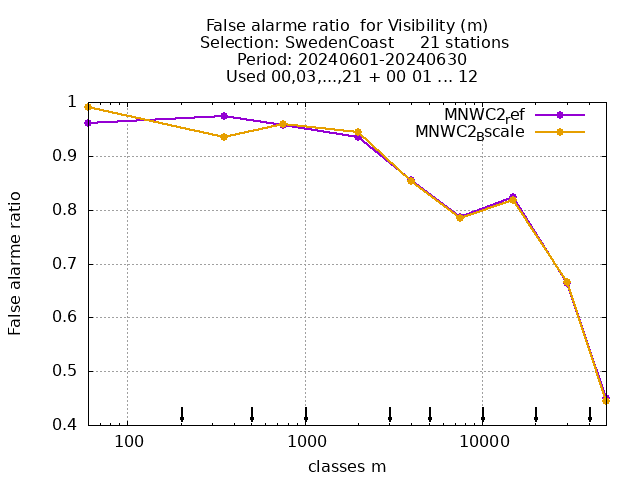 False alarme ratio  for Visibility (m)
Selection: SwedenCoast     21 stations
Period: 20240601-20240630
Used 00,03,...,21 + 00 01 ... 12
MNWC2ref
MNWC2Bscale
False alarme ratio
1
0.9
0.8
0.7
0.6
0.5
0.4
100 1000 10000
classes m